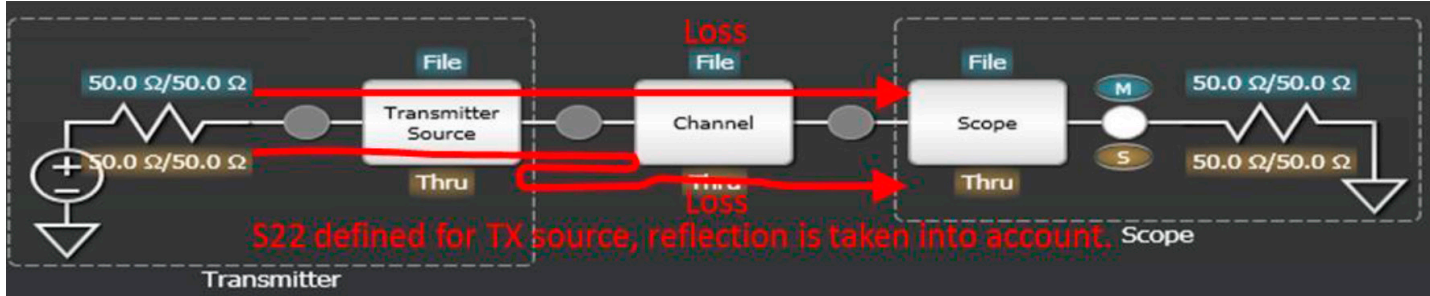 Loss
File
File
File
50.0 Ω/50.0 Ω
M
50.0 Ω/50.0 Ω
Transmitter
Source
Channel
Scope
+
−
50.0 Ω/50.0 Ω
S
50.0 Ω/50.0 Ω
Thru
Thru
Thru
Loss
S22 defined for TX source, reflection is taken into account.
Scope
Transmitter